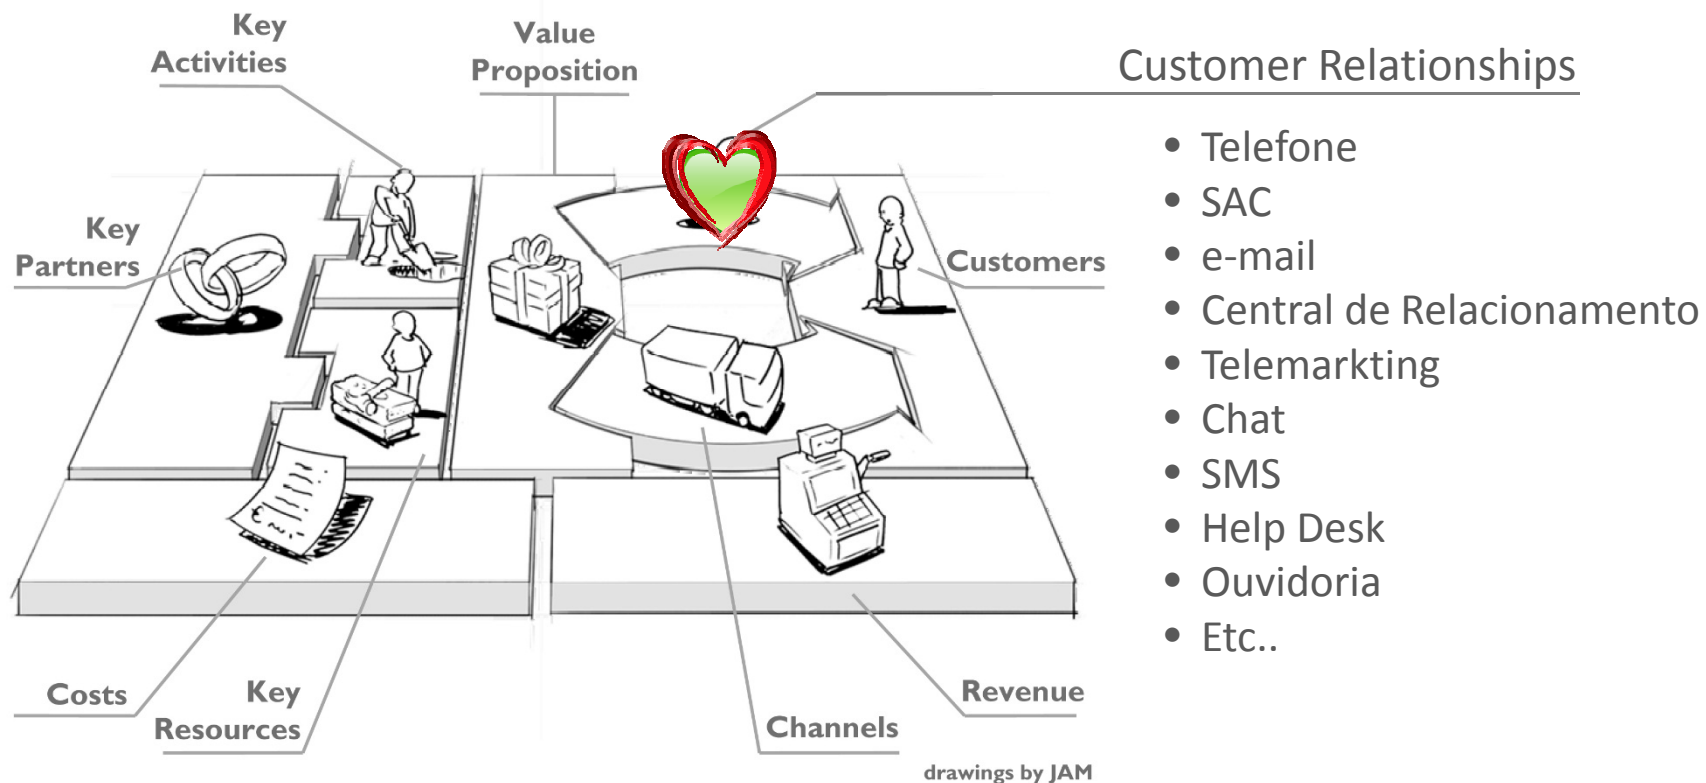 Key
Activities
Value
Proposition
Customer Relationships
• Telefone
• SAC
• e-mail
• Central de Relacionamento
• Telemarkting
• Chat
• SMS
• Help Desk
• Ouvidoria
• Etc..
Key
Partners
Customers
Costs
Key
Resources
Channels
Revenue
drawings by JAM